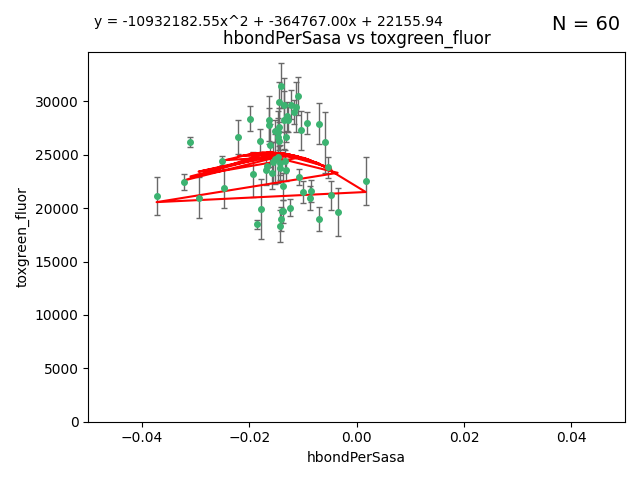 y = -10932182.55x^2 + -364767.00x + 22155.94
N = 60
hbondPerSasa vs toxgreen_fluor
toxgreen_fluor
30000
25000
20000
15000
10000
5000
0
−0.04
−0.02
0.00
0.02
0.04
hbondPerSasa